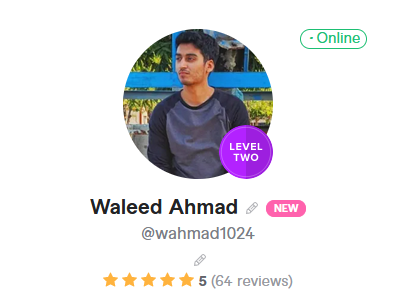 · Online
LEVEL
TWO
Waleed Ahmad NEW
@wahmad1024
5 (64 reviews)